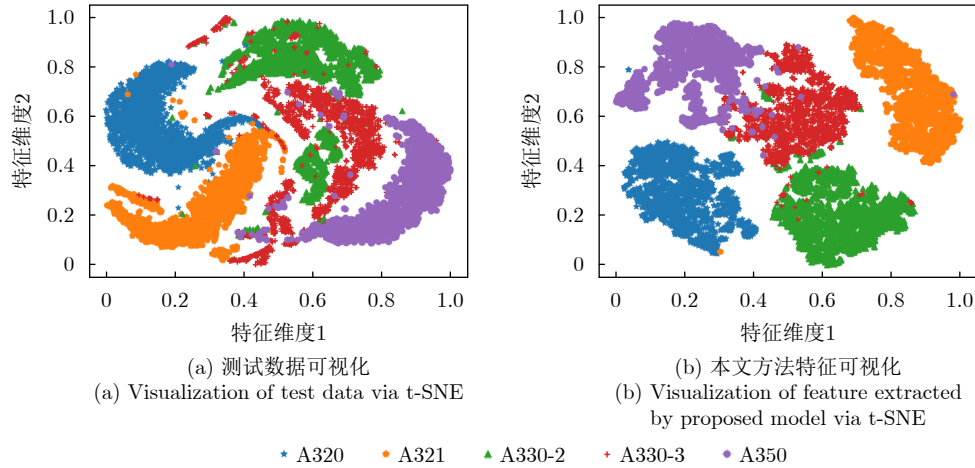 特征维度2
1.0
0.8
0.6
0.4
0.2
0
0 0.2 0.4 0.6 0.8 1.0
特征维度1
(a) 测试数据可视化
(a) Visualization of test data via t-SNE
特征维度2
1.0
0.8
0.6
0.4
0.2
0
0 0.2 0.4 0.6 0.8 1.0
特征维度1
(b) 本文方法特征可视化
(b) Visualization of feature extracted
by proposed model via t-SNE
A320 A321 A330-2 A330-3 A350